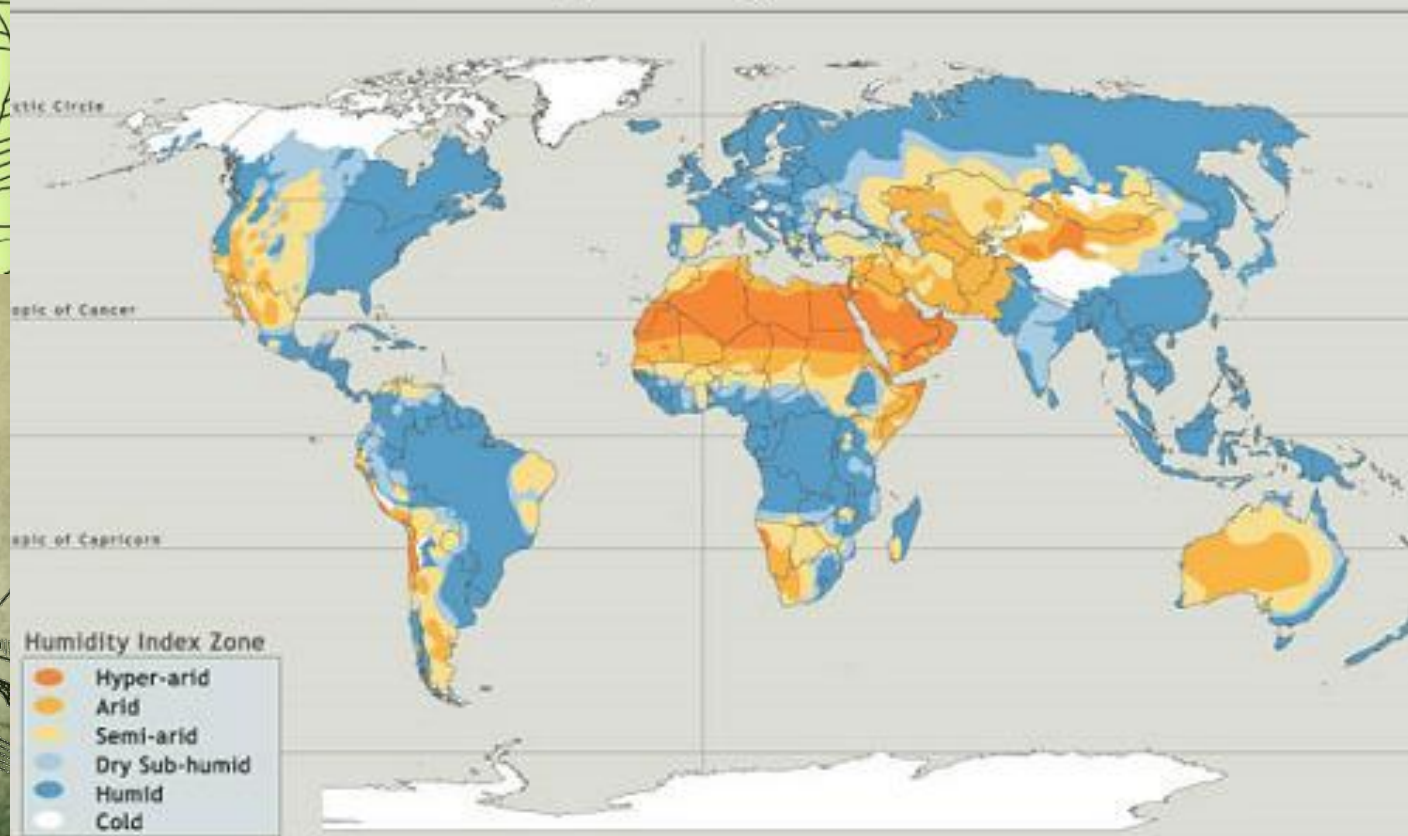 ctic Circle
opic of Cancer
opic of Capricorn
Humidity Index Zone
Hyper-arid
Arid
Semi-arid
Dry Sub-humid
Humid
Cold